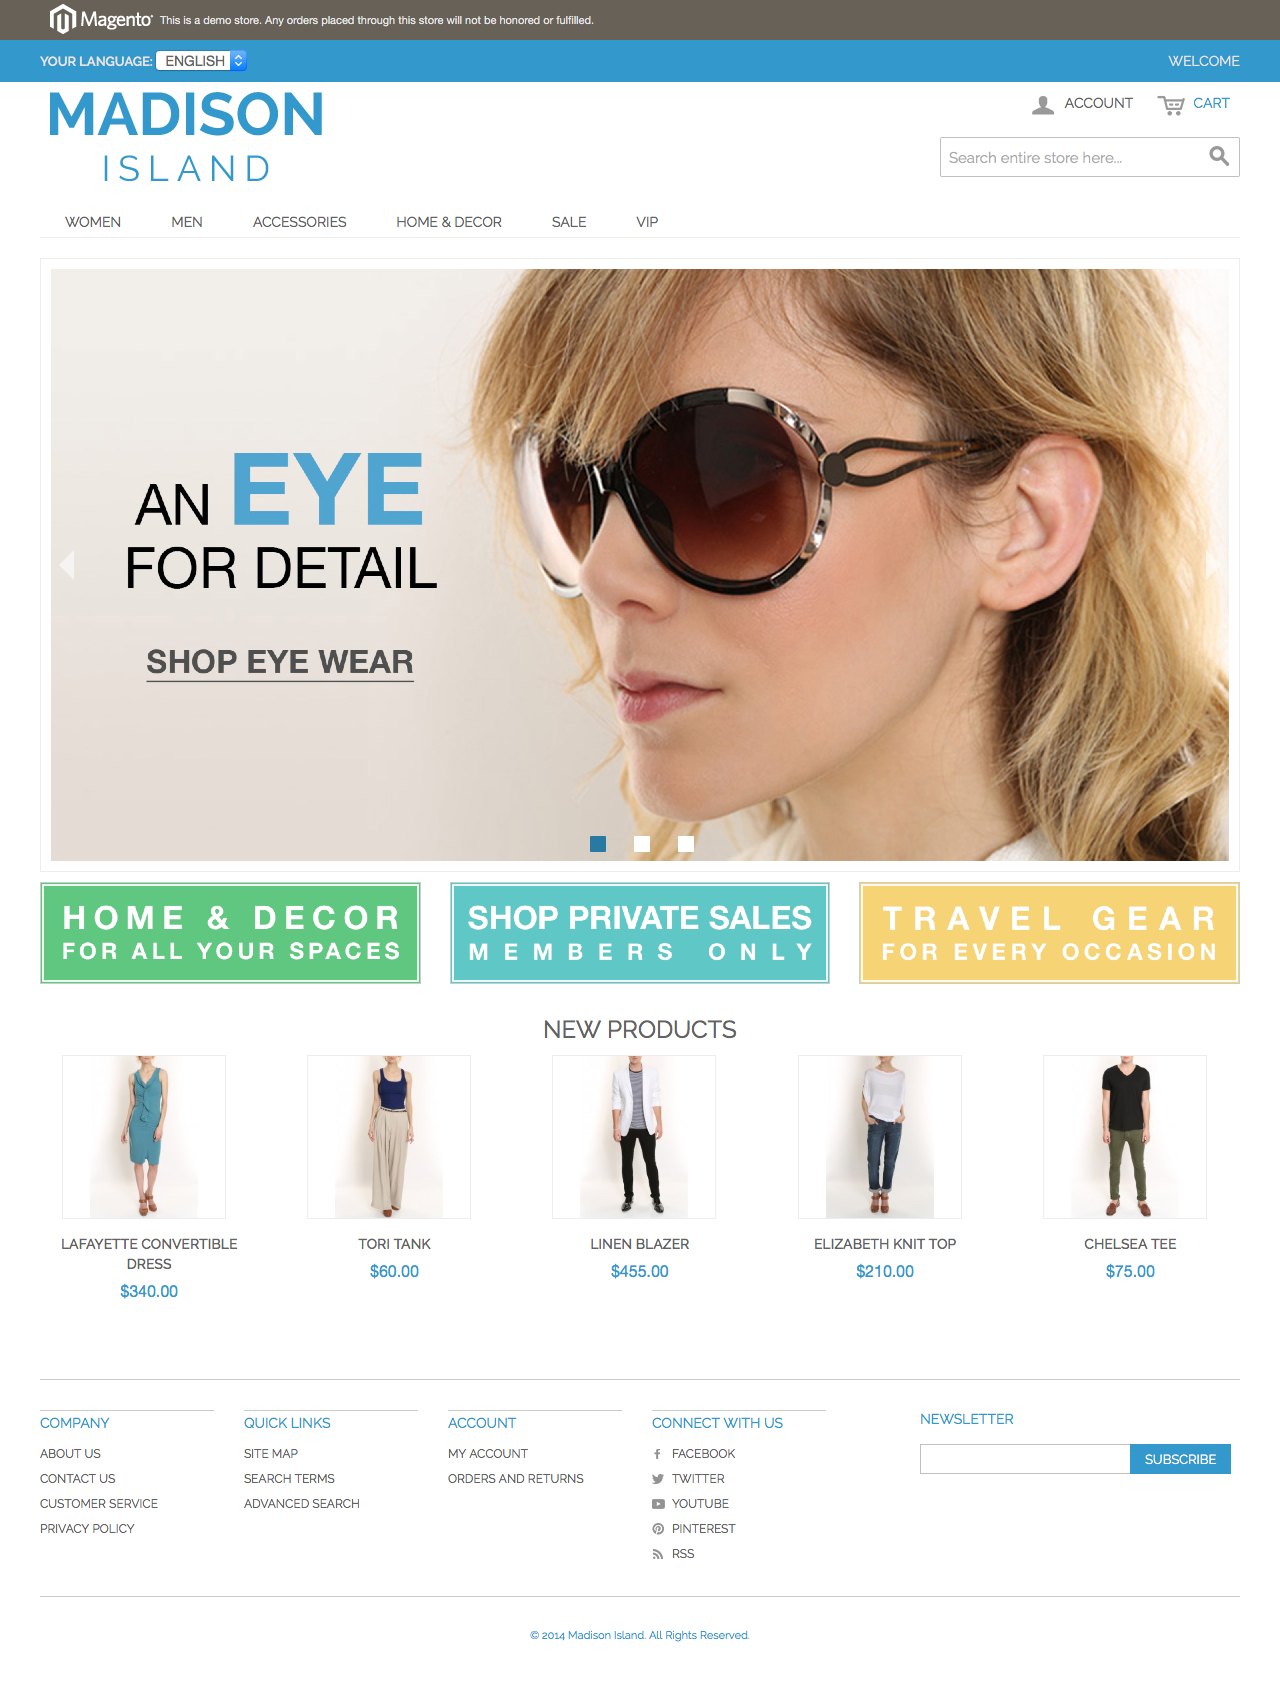 Magento® This is a demo store. Any orders placed through this store will not be honored or fulfilled.
YOUR LANGUAGE: ENGLISH
WELCOME
MADISON
ISLAND
ACCOUNT
CART
Search entire store here...
WOMEN
MEN
ACCESSORIES
HOME & DECOR
SALE
VIP
AN EYE
FOR DETAIL
SHOP EYE WEAR
HOME & DECOR
FOR ALL YOUR SPACES
SHOP PRIVATE SALES
MEMBERS ONLY
TRAVEL GEAR
FOR EVERY OCCASION
NEW PRODUCTS
LAFAYETTE CONVERTIBLE
DRESS
$340.00
TORI TANK
$60.00
LINEN BLAZER
$455.00
ELIZABETH KNIT TOP
$210.00
CHELSEA TEE
$75.00
COMPANY
ABOUT US
CONTACT US
CUSTOMER SERVICE
PRIVACY POLICY
QUICK LINKS
SITE MAP
SEARCH TERMS
ADVANCED SEARCH
ACCOUNT
MY ACCOUNT
ORDERS AND RETURNS
CONNECT WITH US
FACEBOOK
TWITTER
YOUTUBE
PINTEREST
RSS
NEWSLETTER
SUBSCRIBE
© 2014 Madison Island. All Rights Reserved.